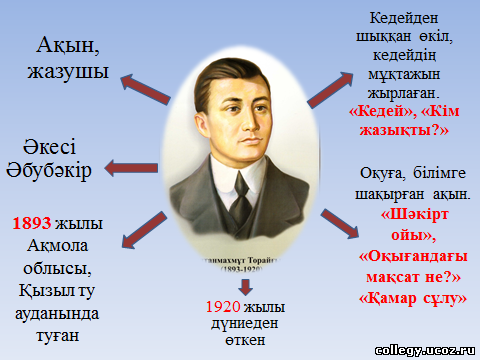 Ақын,
жазушы
Әкесі
Әбубәкір
1893 жылы
Ақмола
облысы,
Қызыл ту
ауданында
туған
Кедейден
шыққан өкіл,
кедейдің
мұқтажын
жырлаған.
«Кедей», «Кім
жазықты?»
Оқуға, білімге
шақырған ақын.
«Шәкірт
ойы»,
«Оқығандағы
мақсат не?»
«Қамар сұлу»
(1893-1920)
1920 жылы
дүниеден
өткен
collegy.ucoz.ru